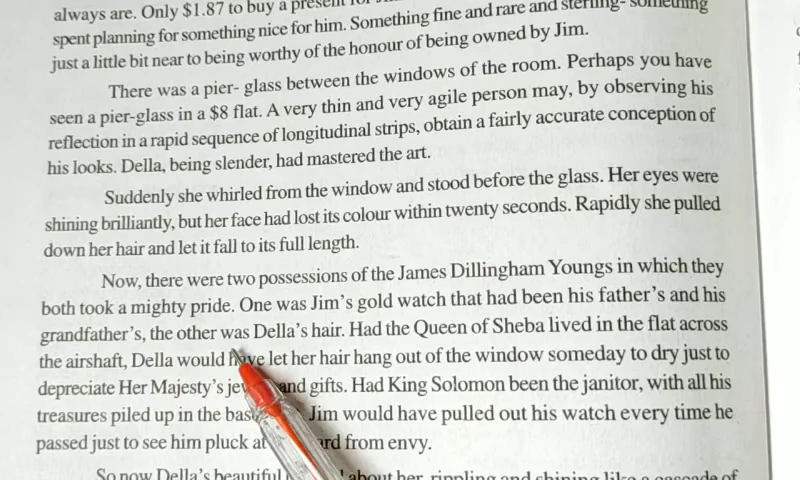 always are. Only $1.87 to buy a present for
spent planning for something nice for him. Something fine and rare and sterling- something
just a little bit near to being worthy of the honour of being owned by Jim.
There was a pier- glass between the windows of the room. Perhaps you have
seen a pier-glass in a $8 flat. A very thin and very agile person may, by observing his
reflection in a rapid sequence of longitudinal strips, obtain a fairly accurate conception of
his looks. Della, being slender, had mastered the art.
Suddenly she whirled from the window and stood before the glass. Her eyes were
shining brilliantly, but her face had lost its colour within twenty seconds. Rapidly she pulled
down her hair and let it fall to its full length.
Now, there were two possessions of the James Dillingham Youngs in which they
both took a mighty pride. One was Jim's gold watch that had been his father's and his
grandfather's, the other was Della's hair. Had the Queen of Sheba lived in the flat across
the airshaft, Della would have let her hair hang out of the window someday to dry just to
depreciate Her Majesty's and gifts. Had King Solomon been the janitor, with all his
treasures piled up in the Jim would have pulled out his watch every time he
passed just to see him pluck at from envy.
So now Della's beautiful about her, rippling and shining like a cascade of